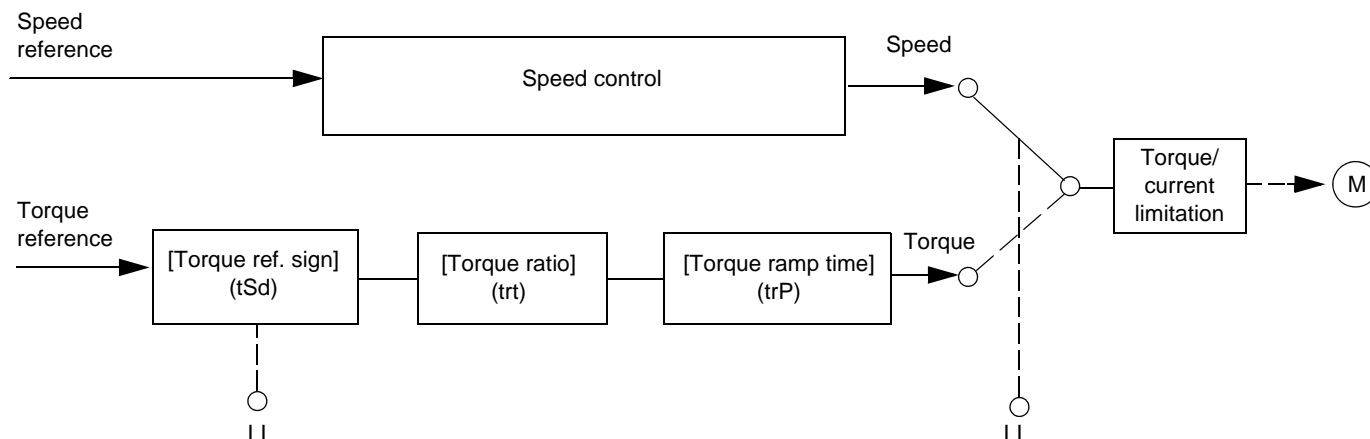 Speed
reference
Speed control
Speed
Torque/
current
limitation
M
Torque
reference
[Torque ref. sign]
(tSd)
[Torque ratio]
(trt)
[Torque ramp time]
(trP)
Torque